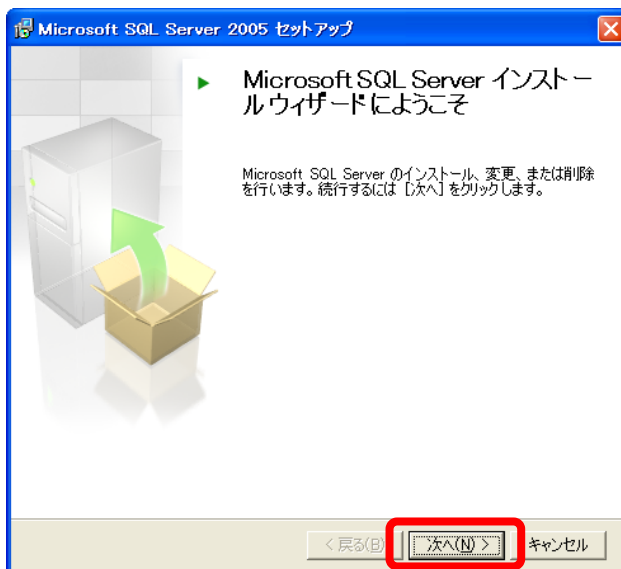 Microsoft SQL Server 2005 セットアップ
Microsoft SQL Server インストー
ル ウィザードにようこそ
Microsoft SQL Server のインストール、変更、または削除
を行います。続行するには [次へ] をクリックします。
< 戻る(B) 次へ(N) > キャンセル